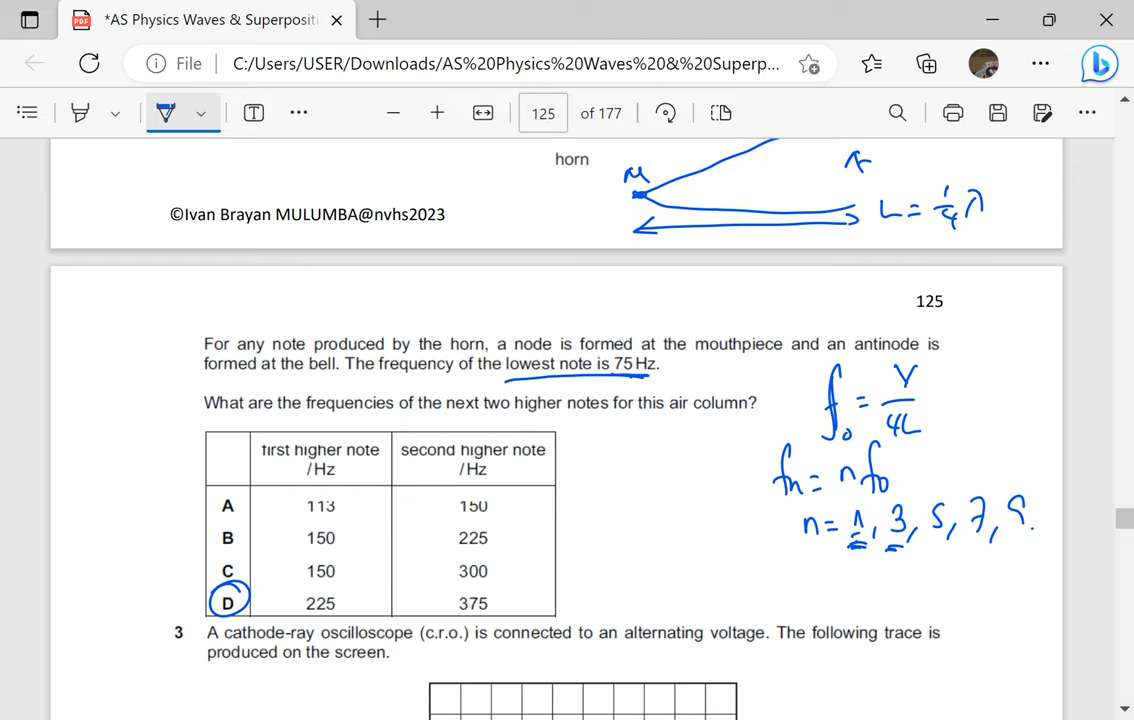 *AS Physics Waves & Superpositi
File
C:/Users/USER/Downloads/AS%20Physics%20Waves%20&%20Superp...
125
of 177
horn
N
A
L = 1/4 λ
©Ivan Brayan MULUMBA@nvhs2023
125
For any note produced by the horn, a node is formed at the mouthpiece and an antinode is
formed at the bell. The frequency of the lowest note is 75 Hz.
f0 = V/4L
What are the frequencies of the next two higher notes for this air column?
first higher note second higher note
/Hz /Hz
fn = nf0
A 113 150
n = 1, 3, 5, 7, 9.
B 150 225
C 150 300
D 225 375
3 A cathode-ray oscilloscope (c.r.o.) is connected to an alternating voltage. The following trace is
produced on the screen.